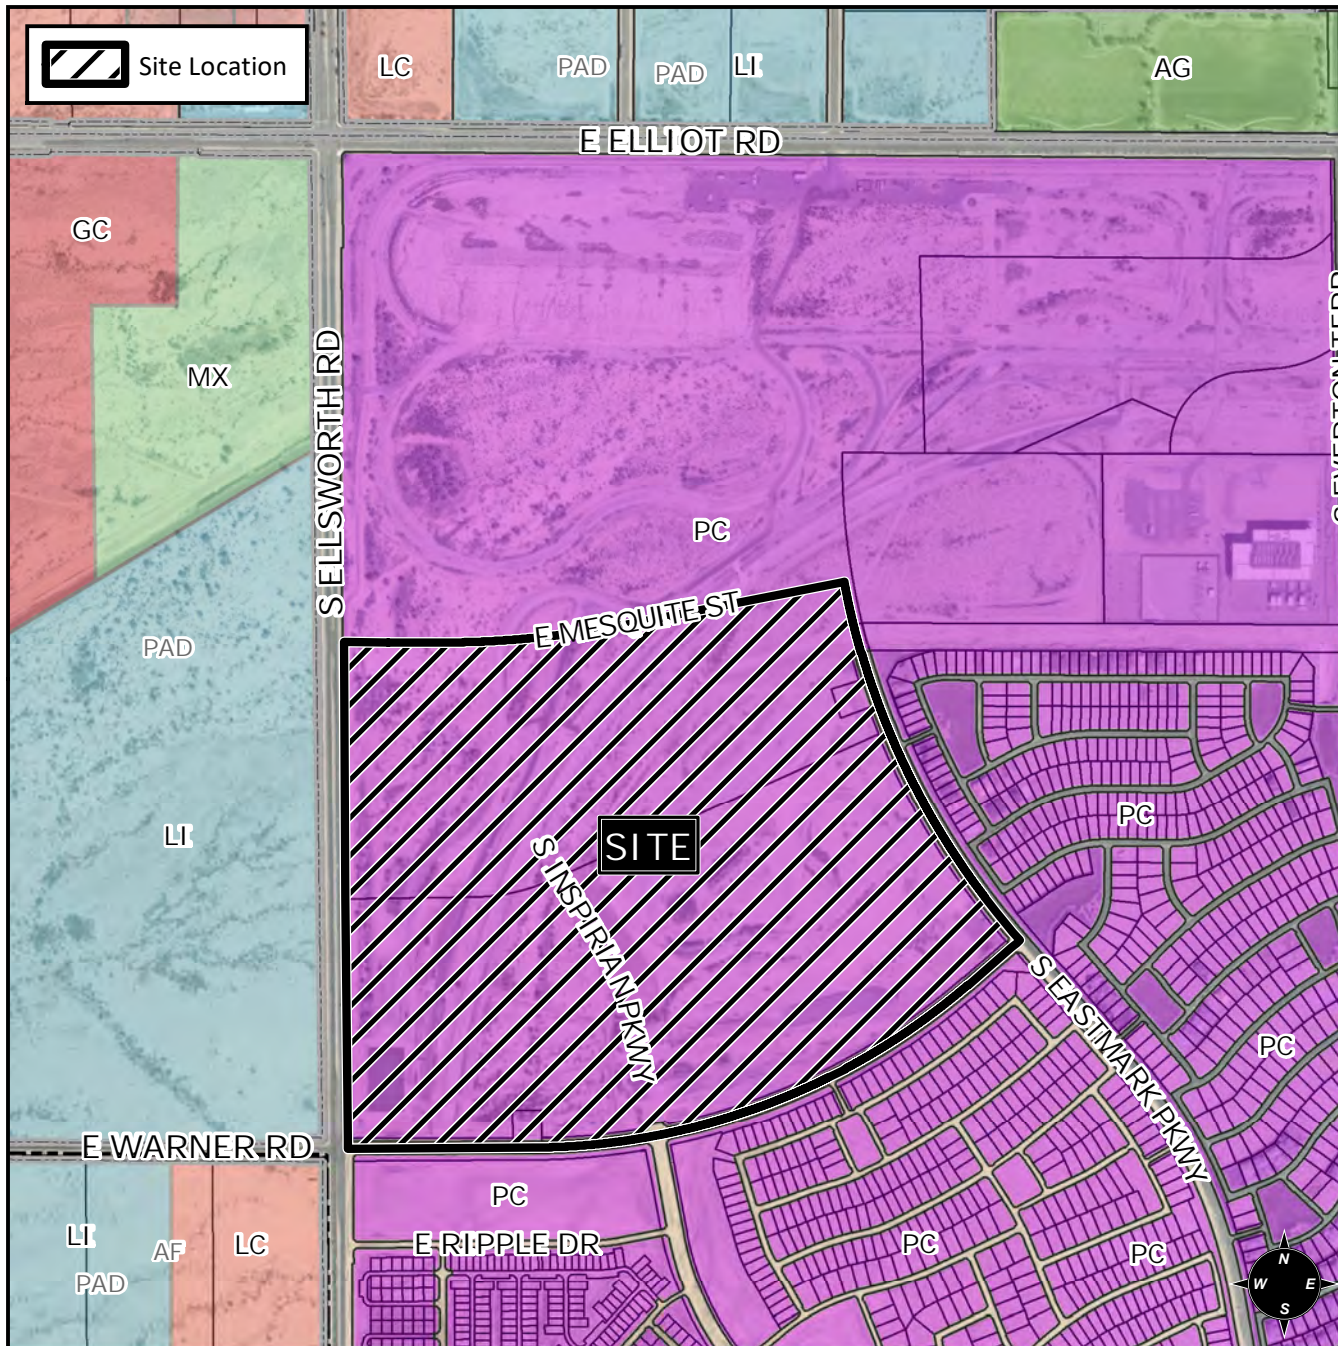 Site Location
LC
PAD
PAD
LI
AG
E ELLIOT RD
GC
MX
S ELLSWORTH RD
PC
E MESQUITE ST
PAD
LI
SITE
S INSPIRIAN PKWY
PC
S EASTMARK PKWY
PC
E WARNER RD
PC
E RIPPLE DR
PC
PC
LI
AF
LC
PAD
N
W
E
S